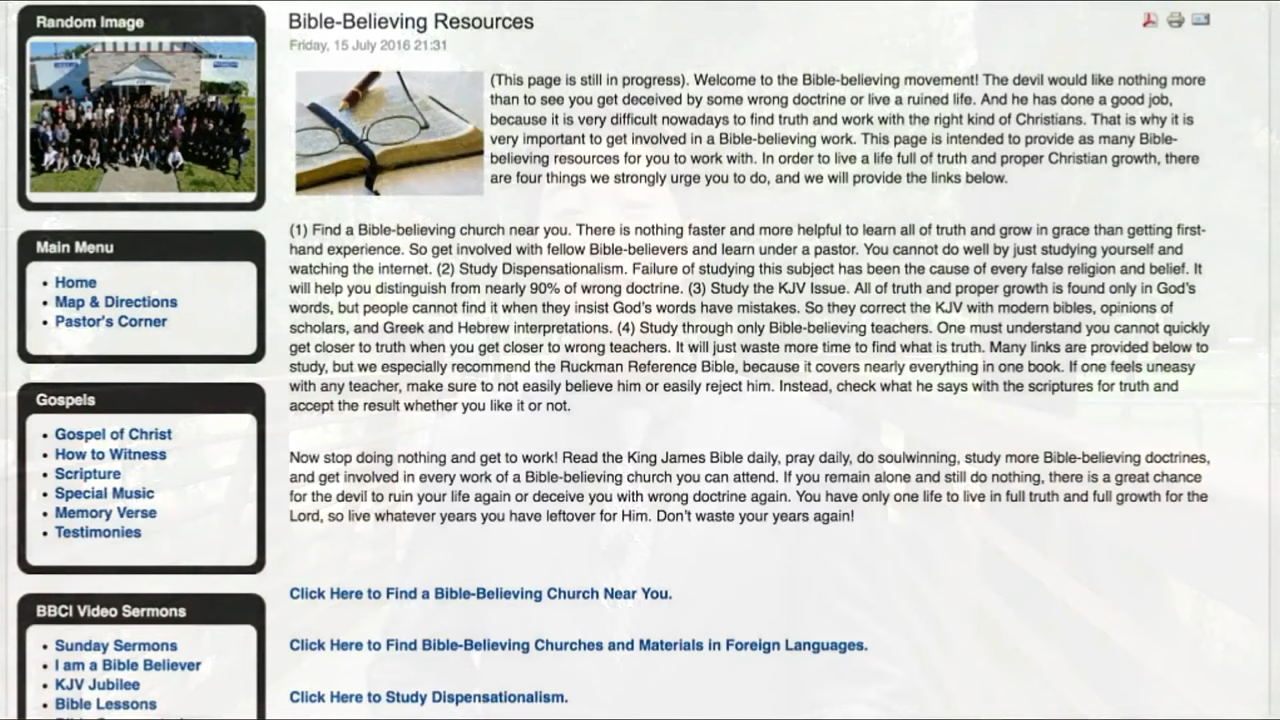 Random Image
Main Menu
Home
Map & Directions
Pastor's Corner
Gospels
Gospel of Christ
How to Witness
Scripture
Special Music
Memory Verse
Testimonies
BBCI Video Sermons
Sunday Sermons
I am a Bible Believer
KJV Jubilee
Bible Lessons
Bible-Believing Resources
Friday, 15 July 2016 21:31
(This page is still in progress). Welcome to the Bible-believing movement! The devil would like nothing more
than to see you get deceived by some wrong doctrine or live a ruined life. And he has done a good job,
because it is very difficult nowadays to find truth and work with the right kind of Christians. That is why it is
very important to get involved in a Bible-believing work. This page is intended to provide as many Bible-
believing resources for you to work with. In order to live a life full of truth and proper Christian growth, there
are four things we strongly urge you to do, and we will provide the links below.
(1) Find a Bible-believing church near you. There is nothing faster and more helpful to learn all of truth and grow in grace than getting first-
hand experience. So get involved with fellow Bible-believers and learn under a pastor. You cannot do well by just studying yourself and
watching the internet. (2) Study Dispensationalism. Failure of studying this subject has been the cause of every false religion and belief. It
will help you distinguish from nearly 90% of wrong doctrine. (3) Study the KJV Issue. All of truth and proper growth is found only in God's
words, but people cannot find it when they insist God's words have mistakes. So they correct the KJV with modern bibles, opinions of
scholars, and Greek and Hebrew interpretations. (4) Study through only Bible-believing teachers. One must understand you cannot quickly
get closer to truth when you get closer to wrong teachers. It will just waste more time to find what is truth. Many links are provided below to
study, but we especially recommend the Ruckman Reference Bible, because it covers nearly everything in one book. If one feels uneasy
with any teacher, make sure to not easily believe him or easily reject him. Instead, check what he says with the scriptures for truth and
accept the result whether you like it or not.
Now stop doing nothing and get to work! Read the King James Bible daily, pray daily, do soulwinning, study more Bible-believing doctrines,
and get involved in every work of a Bible-believing church you can attend. If you remain alone and still do nothing, there is a great chance
for the devil to ruin your life again or deceive you with wrong doctrine again. You have only one life to live in full truth and full growth for the
Lord, so live whatever years you have leftover for Him. Don't waste your years again!
Click Here to Find a Bible-Believing Church Near You.
Click Here to Find Bible-Believing Churches and Materials in Foreign Languages.
Click Here to Study Dispensationalism.